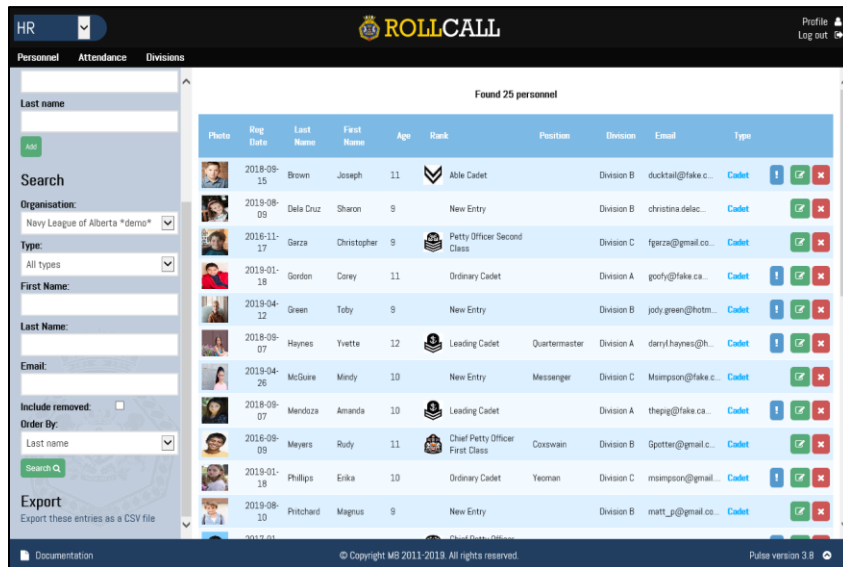 HR
ROLLCALL
Profile
Log out
Personnel Attendance Divisions
Last name
Add
Search
Organisation:
Navy League of Alberta *demo*
Type:
All types
First Name:
Last Name:
Email:
Include removed:
Order By:
Last name
Search
Export
Export these entries as a CSV file
Found 25 personnel
Photo Reg Date Last Name First Name Age Rank Position Division Email Type
2018-09-15 Brown Joseph 11 Able Cadet Division B ducktail@fake.c... Cadet
2019-08-09 Dela Cruz Sharon 9 New Entry Division B christina.delac... Cadet
2016-11-17 Garza Christopher 9 Petty Officer Second Class Division C fgarza@gmail.co... Cadet
2019-01-18 Gordon Corey 11 Ordinary Cadet Division A goofy@fake.ca... Cadet
2019-04-12 Green Toby 9 New Entry Division B jody.green@hotm... Cadet
2018-09-07 Haynes Yvette 12 Leading Cadet Quartermaster Division A darryl.haynes@h... Cadet
2019-04-26 McGuire Mindy 10 New Entry Messenger Division C Msimpson@fake.c... Cadet
2018-09-07 Mendoza Amanda 10 Leading Cadet Division A thepig@fake.ca... Cadet
2016-09-09 Meyers Rudy 11 Chief Petty Officer First Class Coxswain Division B Gpotter@gmail.c... Cadet
2019-01-18 Phillips Erika 10 Ordinary Cadet Yeoman Division C msimpson@gmail... Cadet
2019-08-10 Pritchard Magnus 9 New Entry Division B matt_p@gmail.co... Cadet
2017-01- Chief Petty Officer
Documentation
© Copyright MB 2011-2019. All rights reserved.
Pulse version 3.8